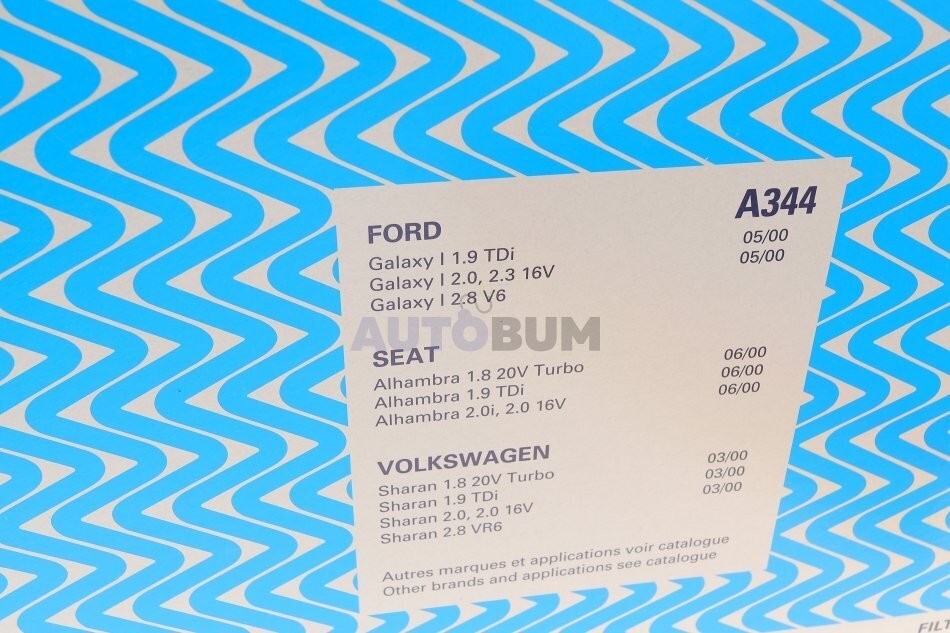 A344
FORD
Galaxy I 1.9 TDi 05/00
Galaxy I 2.0, 2.3 16V 05/00
Galaxy I 2.8 V6
AUTOBUM
SEAT
Alhambra 1.8 20V Turbo 06/00
Alhambra 1.9 TDi 06/00
Alhambra 2.0i, 2.0 16V 06/00
VOLKSWAGEN
Sharan 1.8 20V Turbo 03/00
Sharan 1.9 TDi 03/00
Sharan 2.0, 2.0 16V 03/00
Sharan 2.8 VR6
Autres marques et applications voir catalogue
Other brands and applications see catalogue